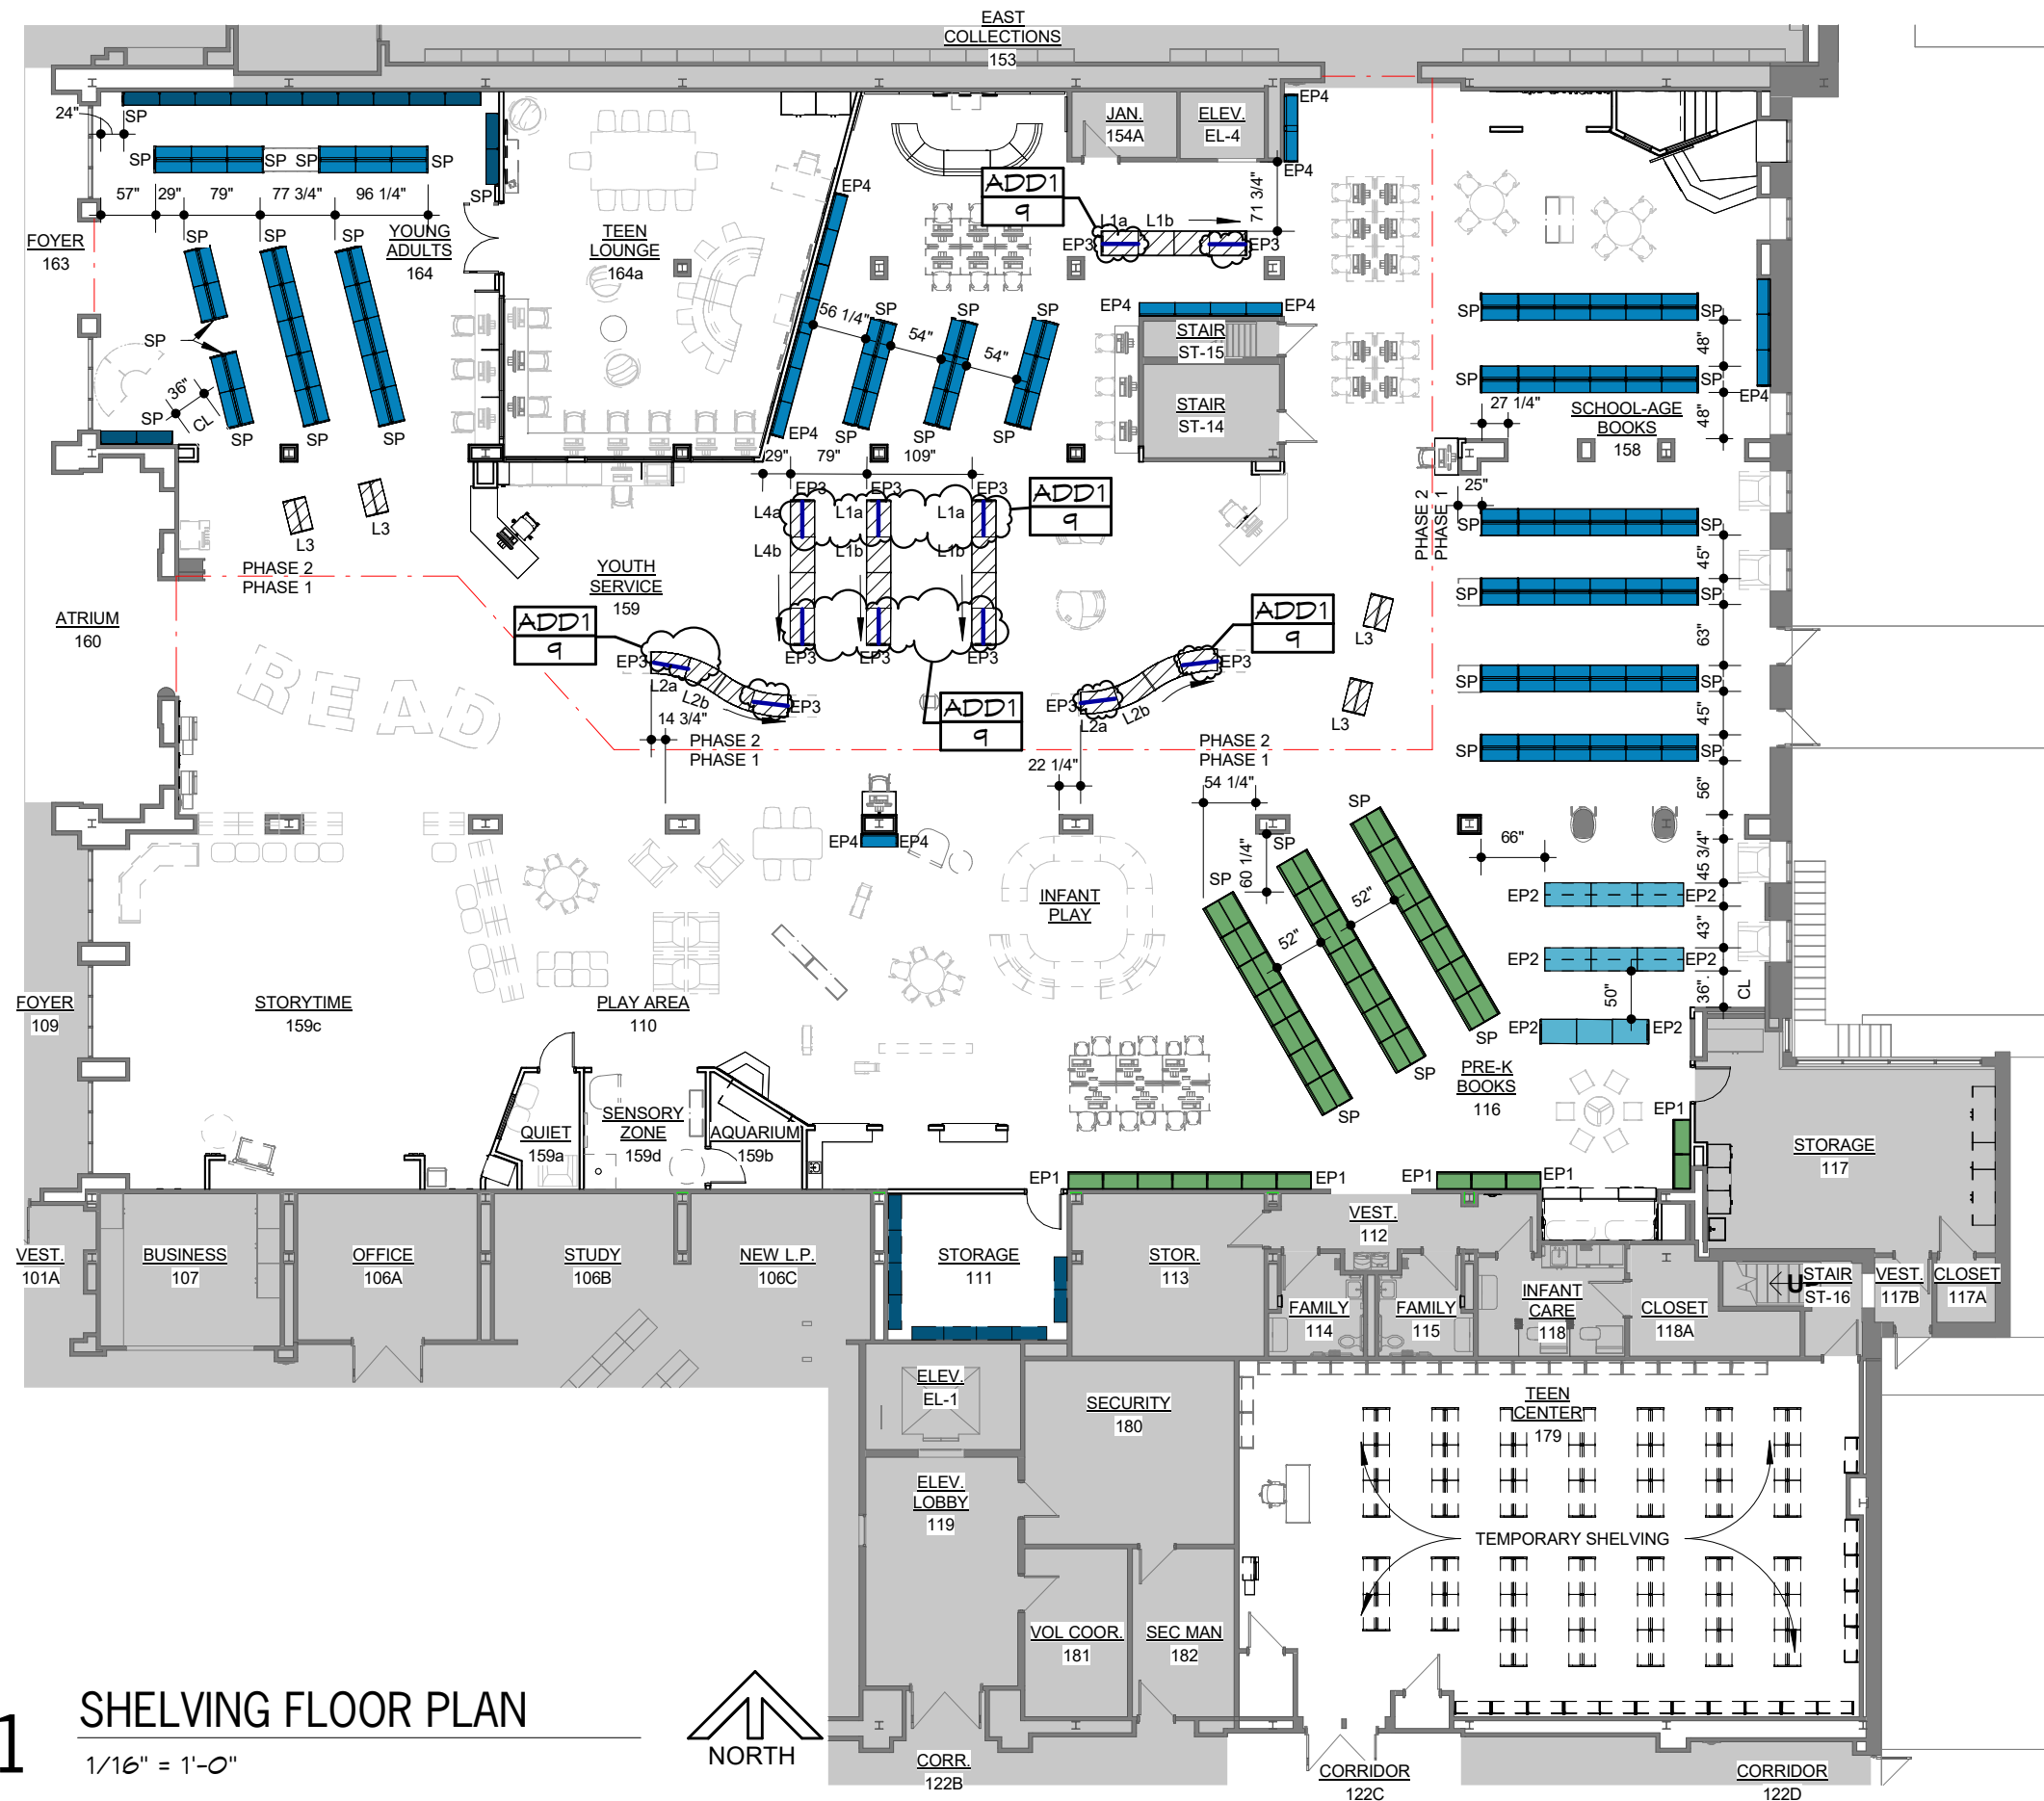 EAST
COLLECTIONS
153
24"
SP
SP
SP SP
SP
57"
29"
79"
77 3/4"
96 1/4"
SP
SP
SP
SP
FOYER
163
YOUNG
ADULTS
164
TEEN
LOUNGE
164a
JAN.
154A
ELEV.
EL-4
EP4
EP4
EP4
ADD1
9
L1a
L1b
71 3/4"
EP3
EP3
EP4
EP4
STAIR
ST-15
STAIR
ST-14
SP
36"
CL
SP
SP
SP
SP
56 1/4"
SP
54"
SP
54"
SP
EP4
SP
SP
SP
SP
SP
48"
SP
SP
48"
EP4
27 1/4"
SCHOOL-AGE
BOOKS
158
25"
SP
SP
45"
SP
SP
63"
SP
SP
45"
SP
SP
56"
PHASE 2
PHASE 1
29"
79"
109"
EP3
EP3
EP3
L4a
L1a
L1a
L4b
L1b
L1b
ADD1
9
L3
L3
PHASE 2
PHASE 1
YOUTH
SERVICE
159
ATRIUM
160
ADD1
9
EP3
L2a
L2b
EP3
EP3
EP3
EP3
ADD1
9
ADD1
9
EP3
EP3
L2a
L2b
L3
L3
READ
14 3/4"
PHASE 2
PHASE 1
22 1/4"
PHASE 2
PHASE 1
54 1/4"
SP
SP
SP
60 1/4"
52"
52"
66"
45 3/4"
EP2
EP2
43"
EP2
EP2
36"
CL
50"
EP2
EP2
EP4
EP4
INFANT
PLAY
FOYER
109
STORYTIME
159c
PLAY AREA
110
SP
SP
SP
PRE-K
BOOKS
116
EP1
QUIET
159a
SENSORY
ZONE
159d
AQUARIUM
159b
STORAGE
117
EP1
EP1
EP1
EP1
VEST.
101A
BUSINESS
107
OFFICE
106A
STUDY
106B
NEW L.P.
106C
STORAGE
111
STOR.
113
VEST.
112
FAMILY
114
FAMILY
115
INFANT
CARE
118
CLOSET
118A
U
STAIR
ST-16
VEST.
117B
CLOSET
117A
ELEV.
EL-1
SECURITY
180
TEEN
CENTER
179
ELEV.
LOBBY
119
TEMPORARY SHELVING
VOL COOR.
181
SEC MAN
182
1
SHELVING FLOOR PLAN
1/16" = 1'-0"
NORTH
CORR.
122B
CORRIDOR
122C
CORRIDOR
122D